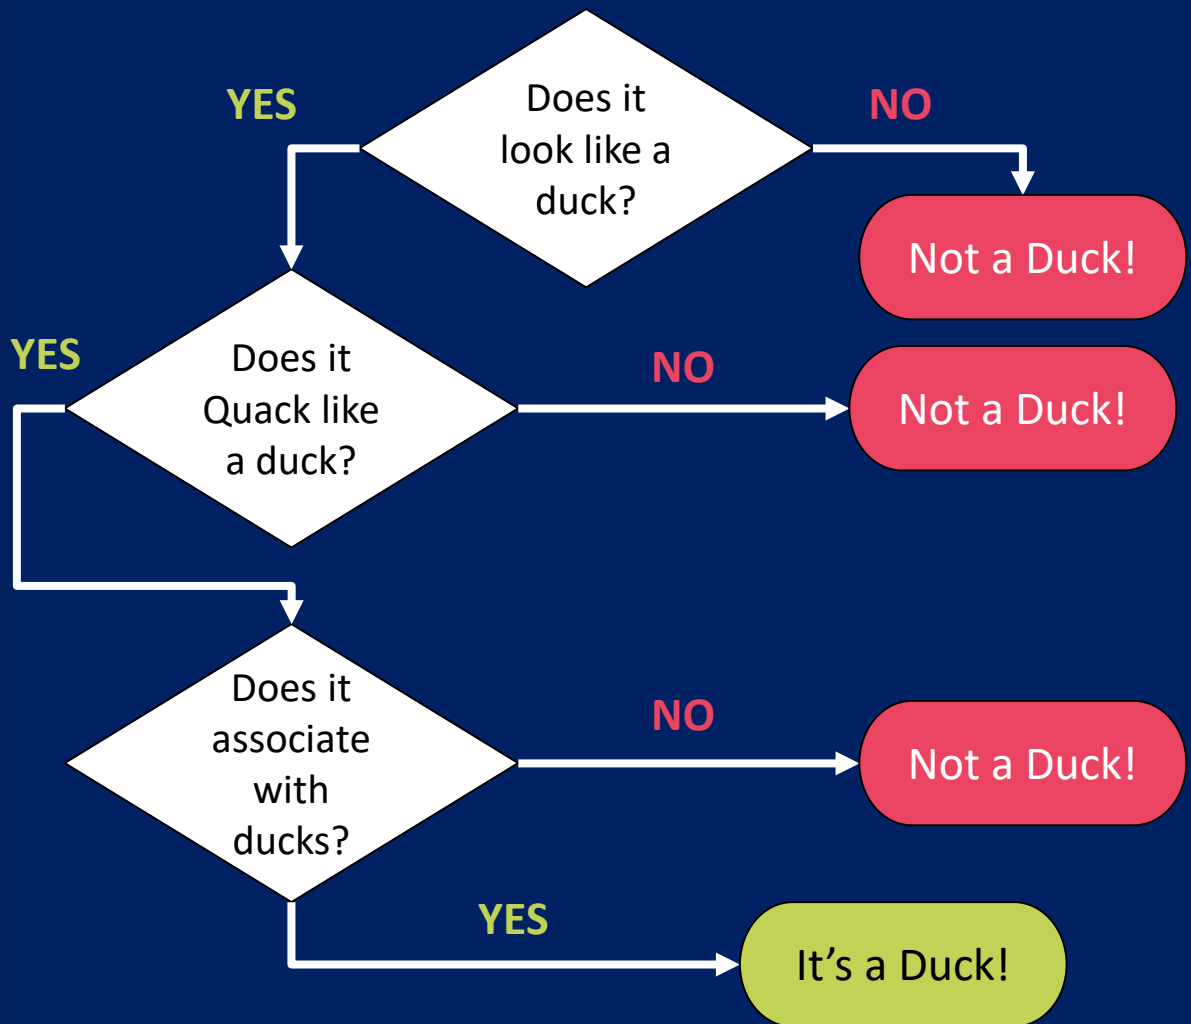 Does it
look like a
duck?
YES
NO
Not a Duck!
Does it
Quack like
a duck?
YES
NO
Not a Duck!
Does it
associate
with
ducks?
NO
Not a Duck!
YES
It's a Duck!